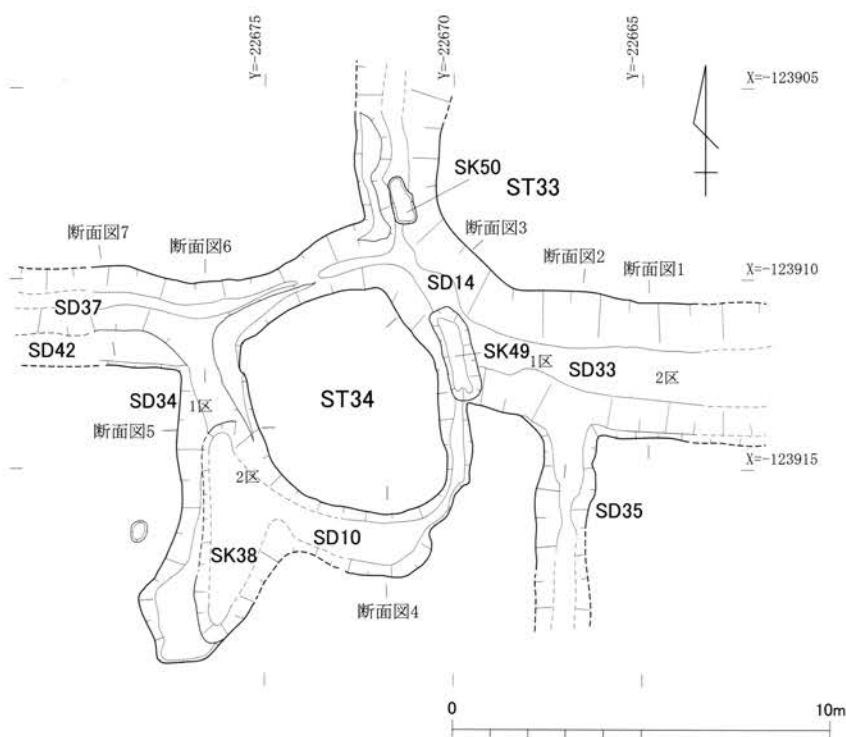 Y=-22675
Y=-22670
Y=-22665
X=-123905
SK50
ST33
断面図7
断面図6
断面図3
断面図2
断面図1
X=-123910
SD14
SD37
SD42
SK49
1区
SD33
2区
SD34
1区
ST34
断面図5
2区
X=-123915
SD35
SD10
SK38
断面図4
0
10m